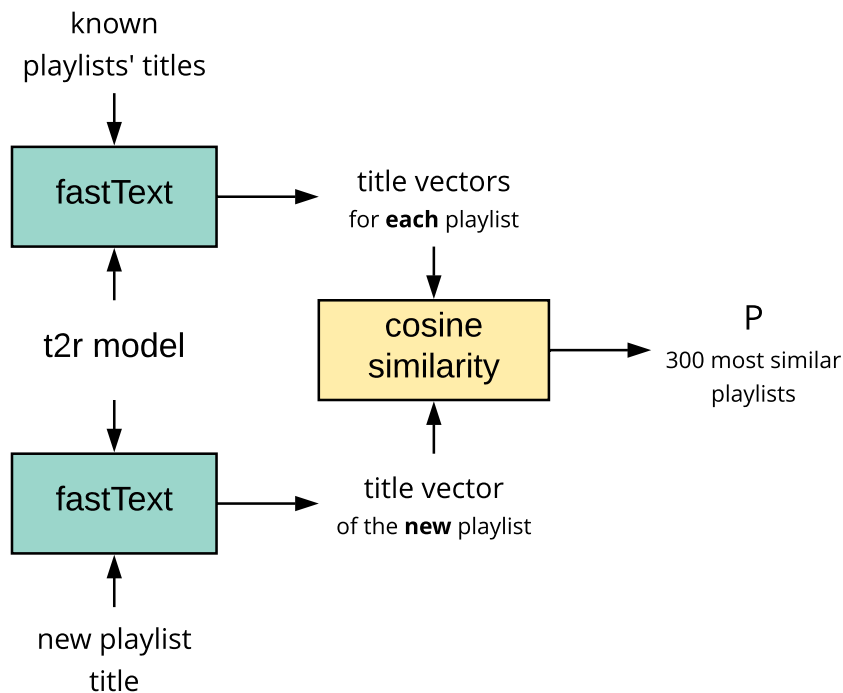 known
playlists' titles
fastText
title vectors
for each playlist
t2r model
cosine
similarity
P
300 most similar
playlists
fastText
title vector
of the new playlist
new playlist
title